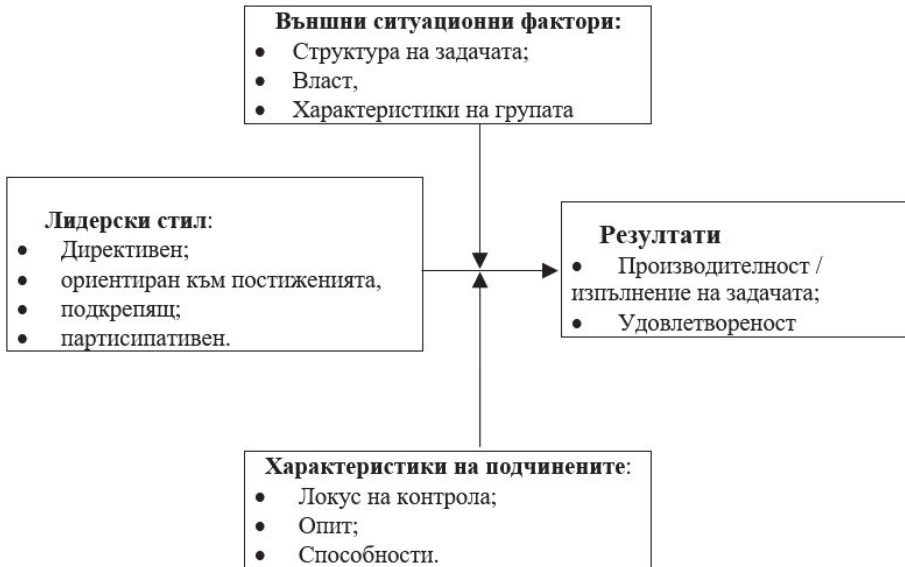 Външни ситуационни фактори:
• Структура на задачата;
• Власт,
• Характеристики на групата
Лидерски стил:
• Директивен;
• ориентиран към постиженията,
• подкрепящ;
• партисипативен.
Резултати
• Производителност /
изпълнение на задачата;
• Удовлетвореност
Характеристики на подчинените:
• Локус на контрола;
• Опит;
• Способности.